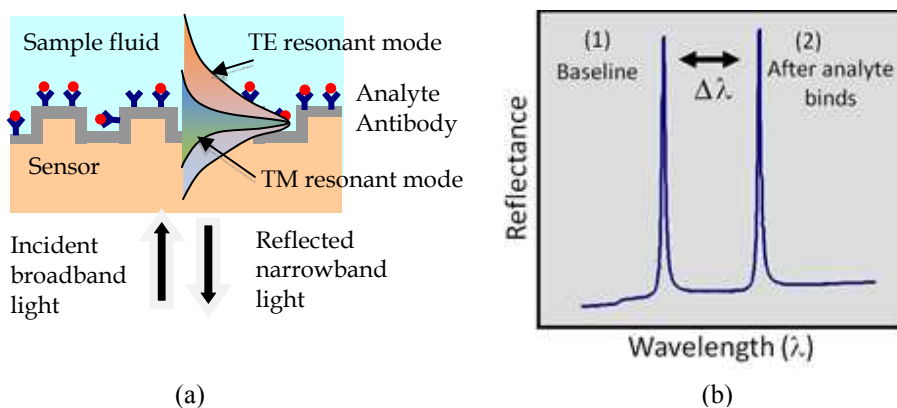 Sample fluid
TE resonant mode
Analyte
Antibody
Sensor
TM resonant mode
Incident
broadband
light
Reflected
narrowband
light
(a)
(1)
Baseline
Δλ
(2)
After analyte
binds
Reflectance
Wavelength (λ)
(b)